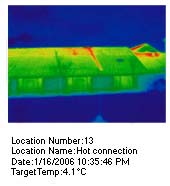 Location Number:13
Location Name:Hot connection
Date:1/16/2006 10:35:46 PM
TargetTemp:4.1°C